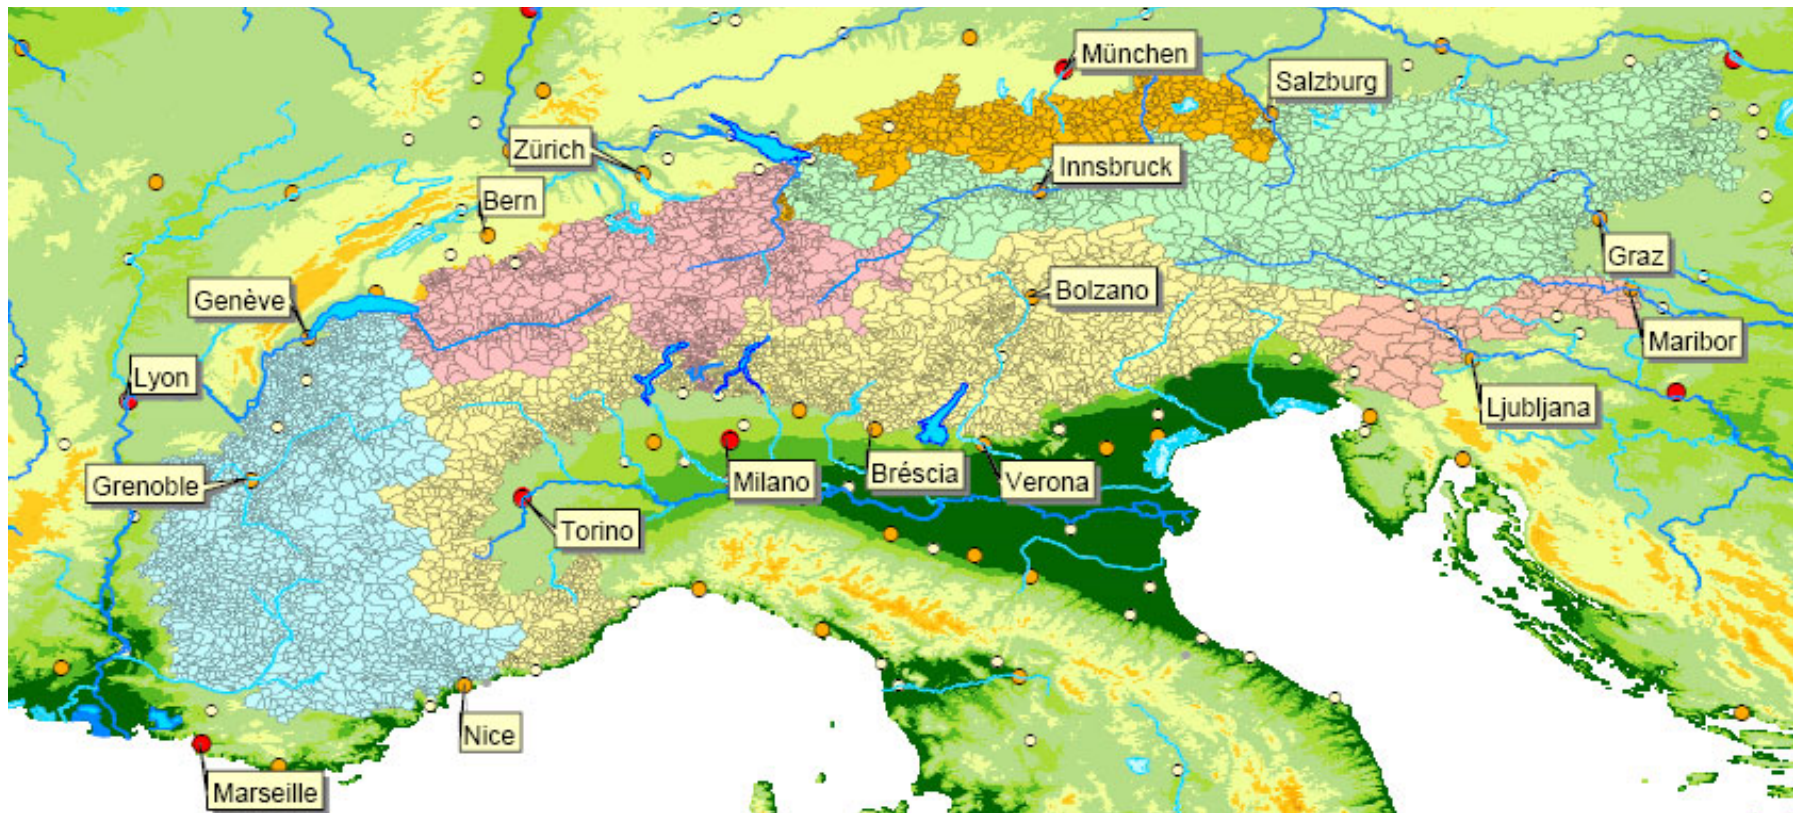 München
Salzburg
Zürich
Innsbruck
Bern
Graz
Genève
Bolzano
Maribor
Lyon
Ljubljana
Grenoble
Milano
Bréscia
Verona
Torino
Nice
Marseille